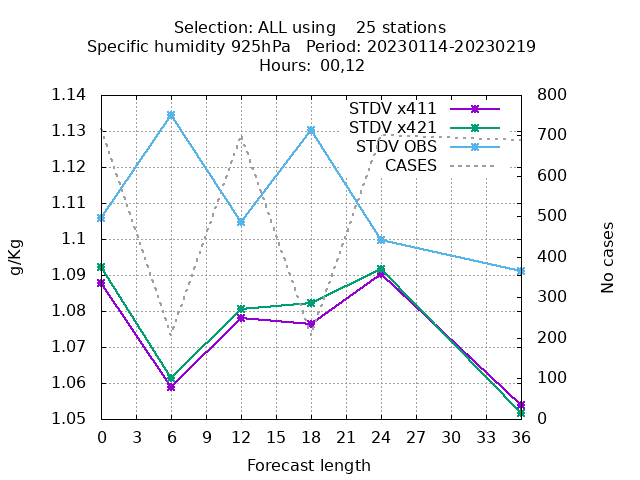 Selection: ALL using    25 stations
Specific humidity 925hPa   Period: 20230114-20230219
Hours: 00,12
STDV x411
STDV x421
STDV OBS
CASES
1.14
1.13
1.12
1.11
1.1
1.09
1.08
1.07
1.06
1.05
800
700
600
500
400
300
200
100
0
g/Kg
No cases
0 3 6 9 12 15 18 21 24 27 30 33 36
Forecast length